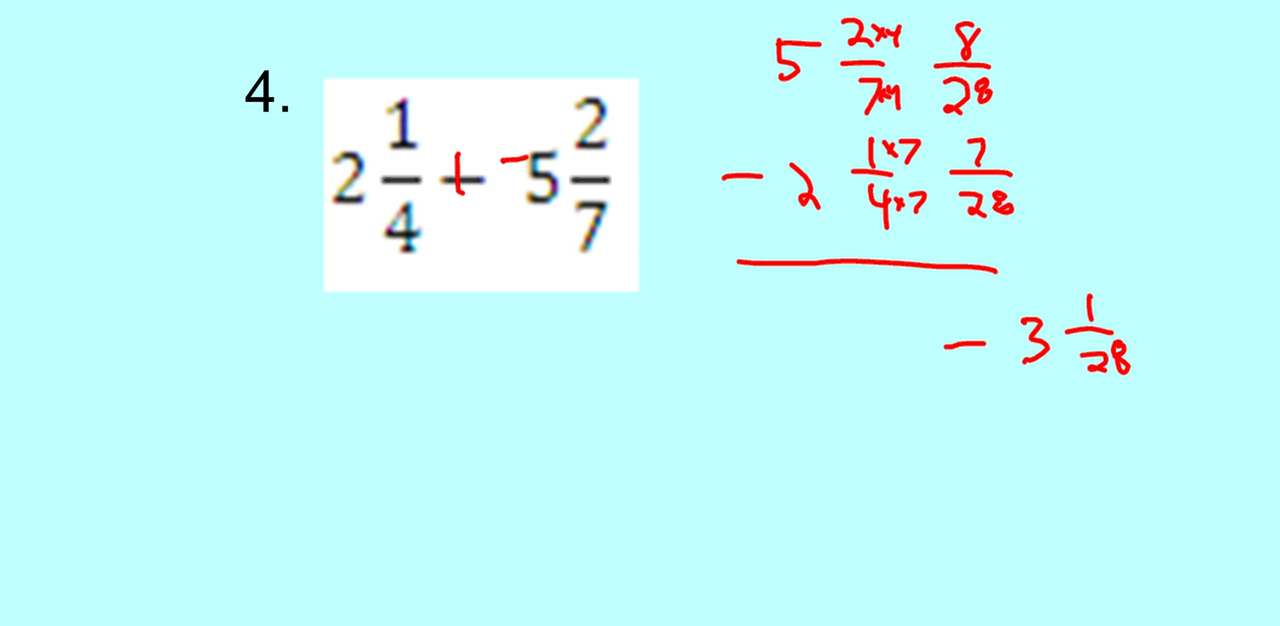 4. 2 1/4 + -5 2/7
5 2×4/7×4 8/28
- 2 1×7/4×7 7/28
- 3 1/28